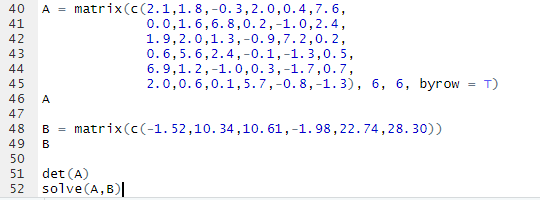 40 A = matrix(c(2.1,1.8,-0.3,2.0,0.4,7.6,
41 0.0,1.6,6.8,0.2,-1.0,2.4,
42 1.9,2.0,1.3,-0.9,7.2,0.2,
43 0.6,5.6,2.4,-0.1,-1.3,0.5,
44 6.9,1.2,-1.0,0.3,-1.7,0.7,
45 2.0,0.6,0.1,5.7,-0.8,-1.3), 6, 6, byrow = T)
46 A
47
48 B = matrix(c(-1.52,10.34,10.61,-1.98,22.74,28.30))
49 B
50
51 det(A)
52 solve(A,B)